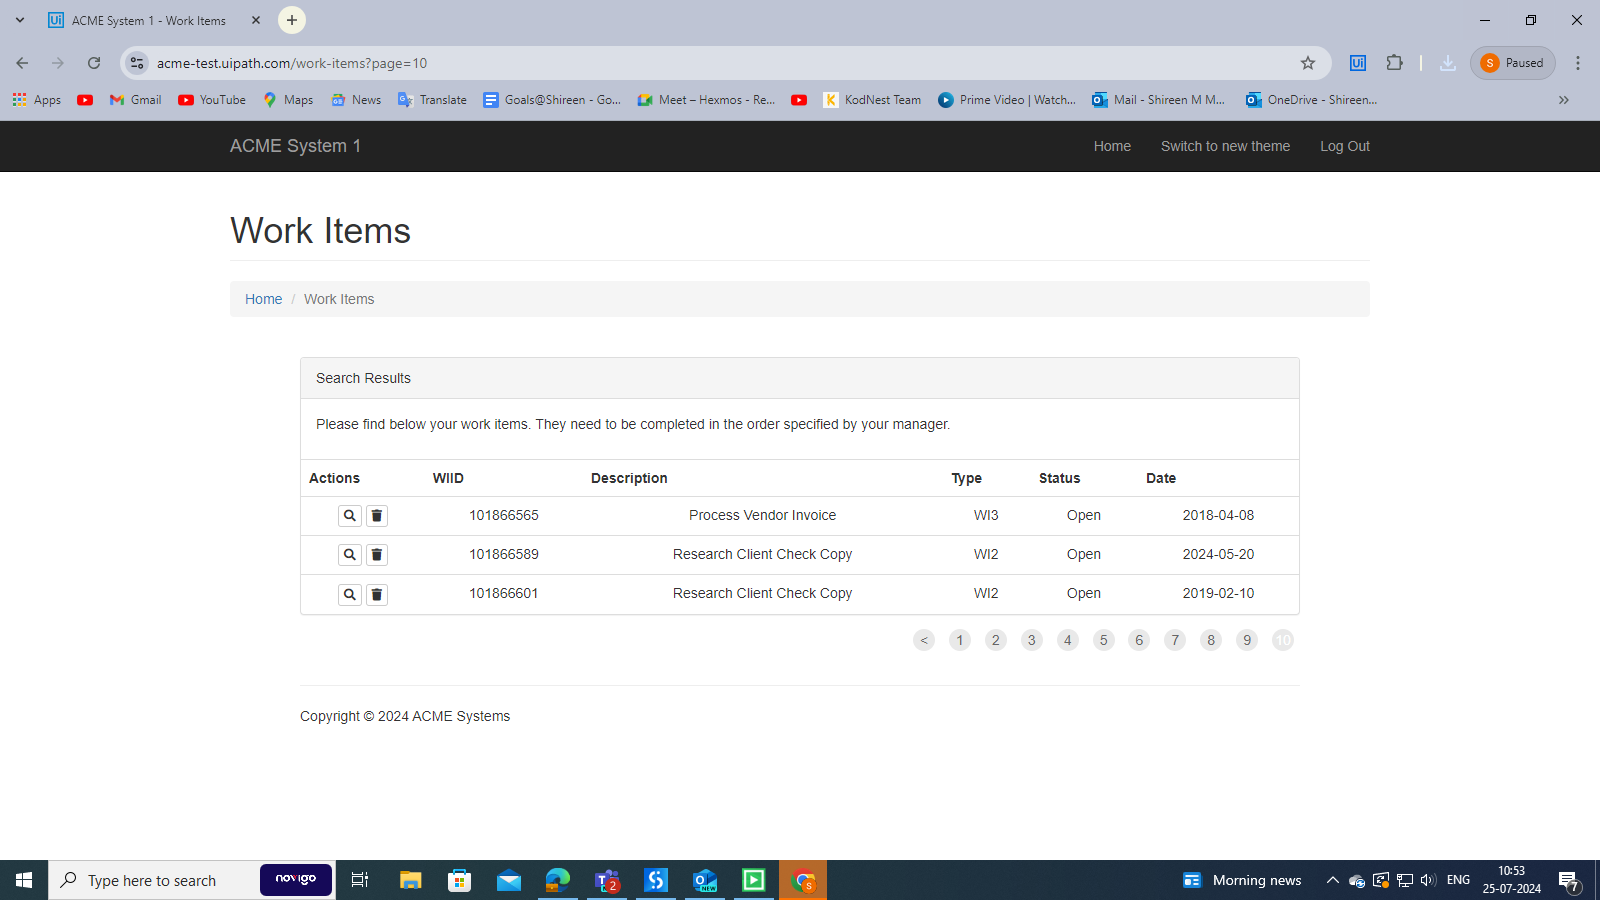 ACME System 1 - Work Items
acme-test.uipath.com/work-items?page=10
S Paused
Apps Gmail YouTube Maps News Translate Goals@Shireen - Go... Meet – Hexmos - Re... KodNest Team Prime Video | Watch... Mail - Shireen M M... OneDrive - Shireen...
ACME System 1 Home Switch to new theme Log Out
Work Items
Home / Work Items
Search Results
Please find below your work items. They need to be completed in the order specified by your manager.
Actions WIID Description Type Status Date
101866565 Process Vendor Invoice WI3 Open 2018-04-08
101866589 Research Client Check Copy WI2 Open 2024-05-20
101866601 Research Client Check Copy WI2 Open 2019-02-10
< 1 2 3 4 5 6 7 8 9 10
Copyright © 2024 ACME Systems
Type here to search novigo Morning news ENG 10:53
25-07-2024